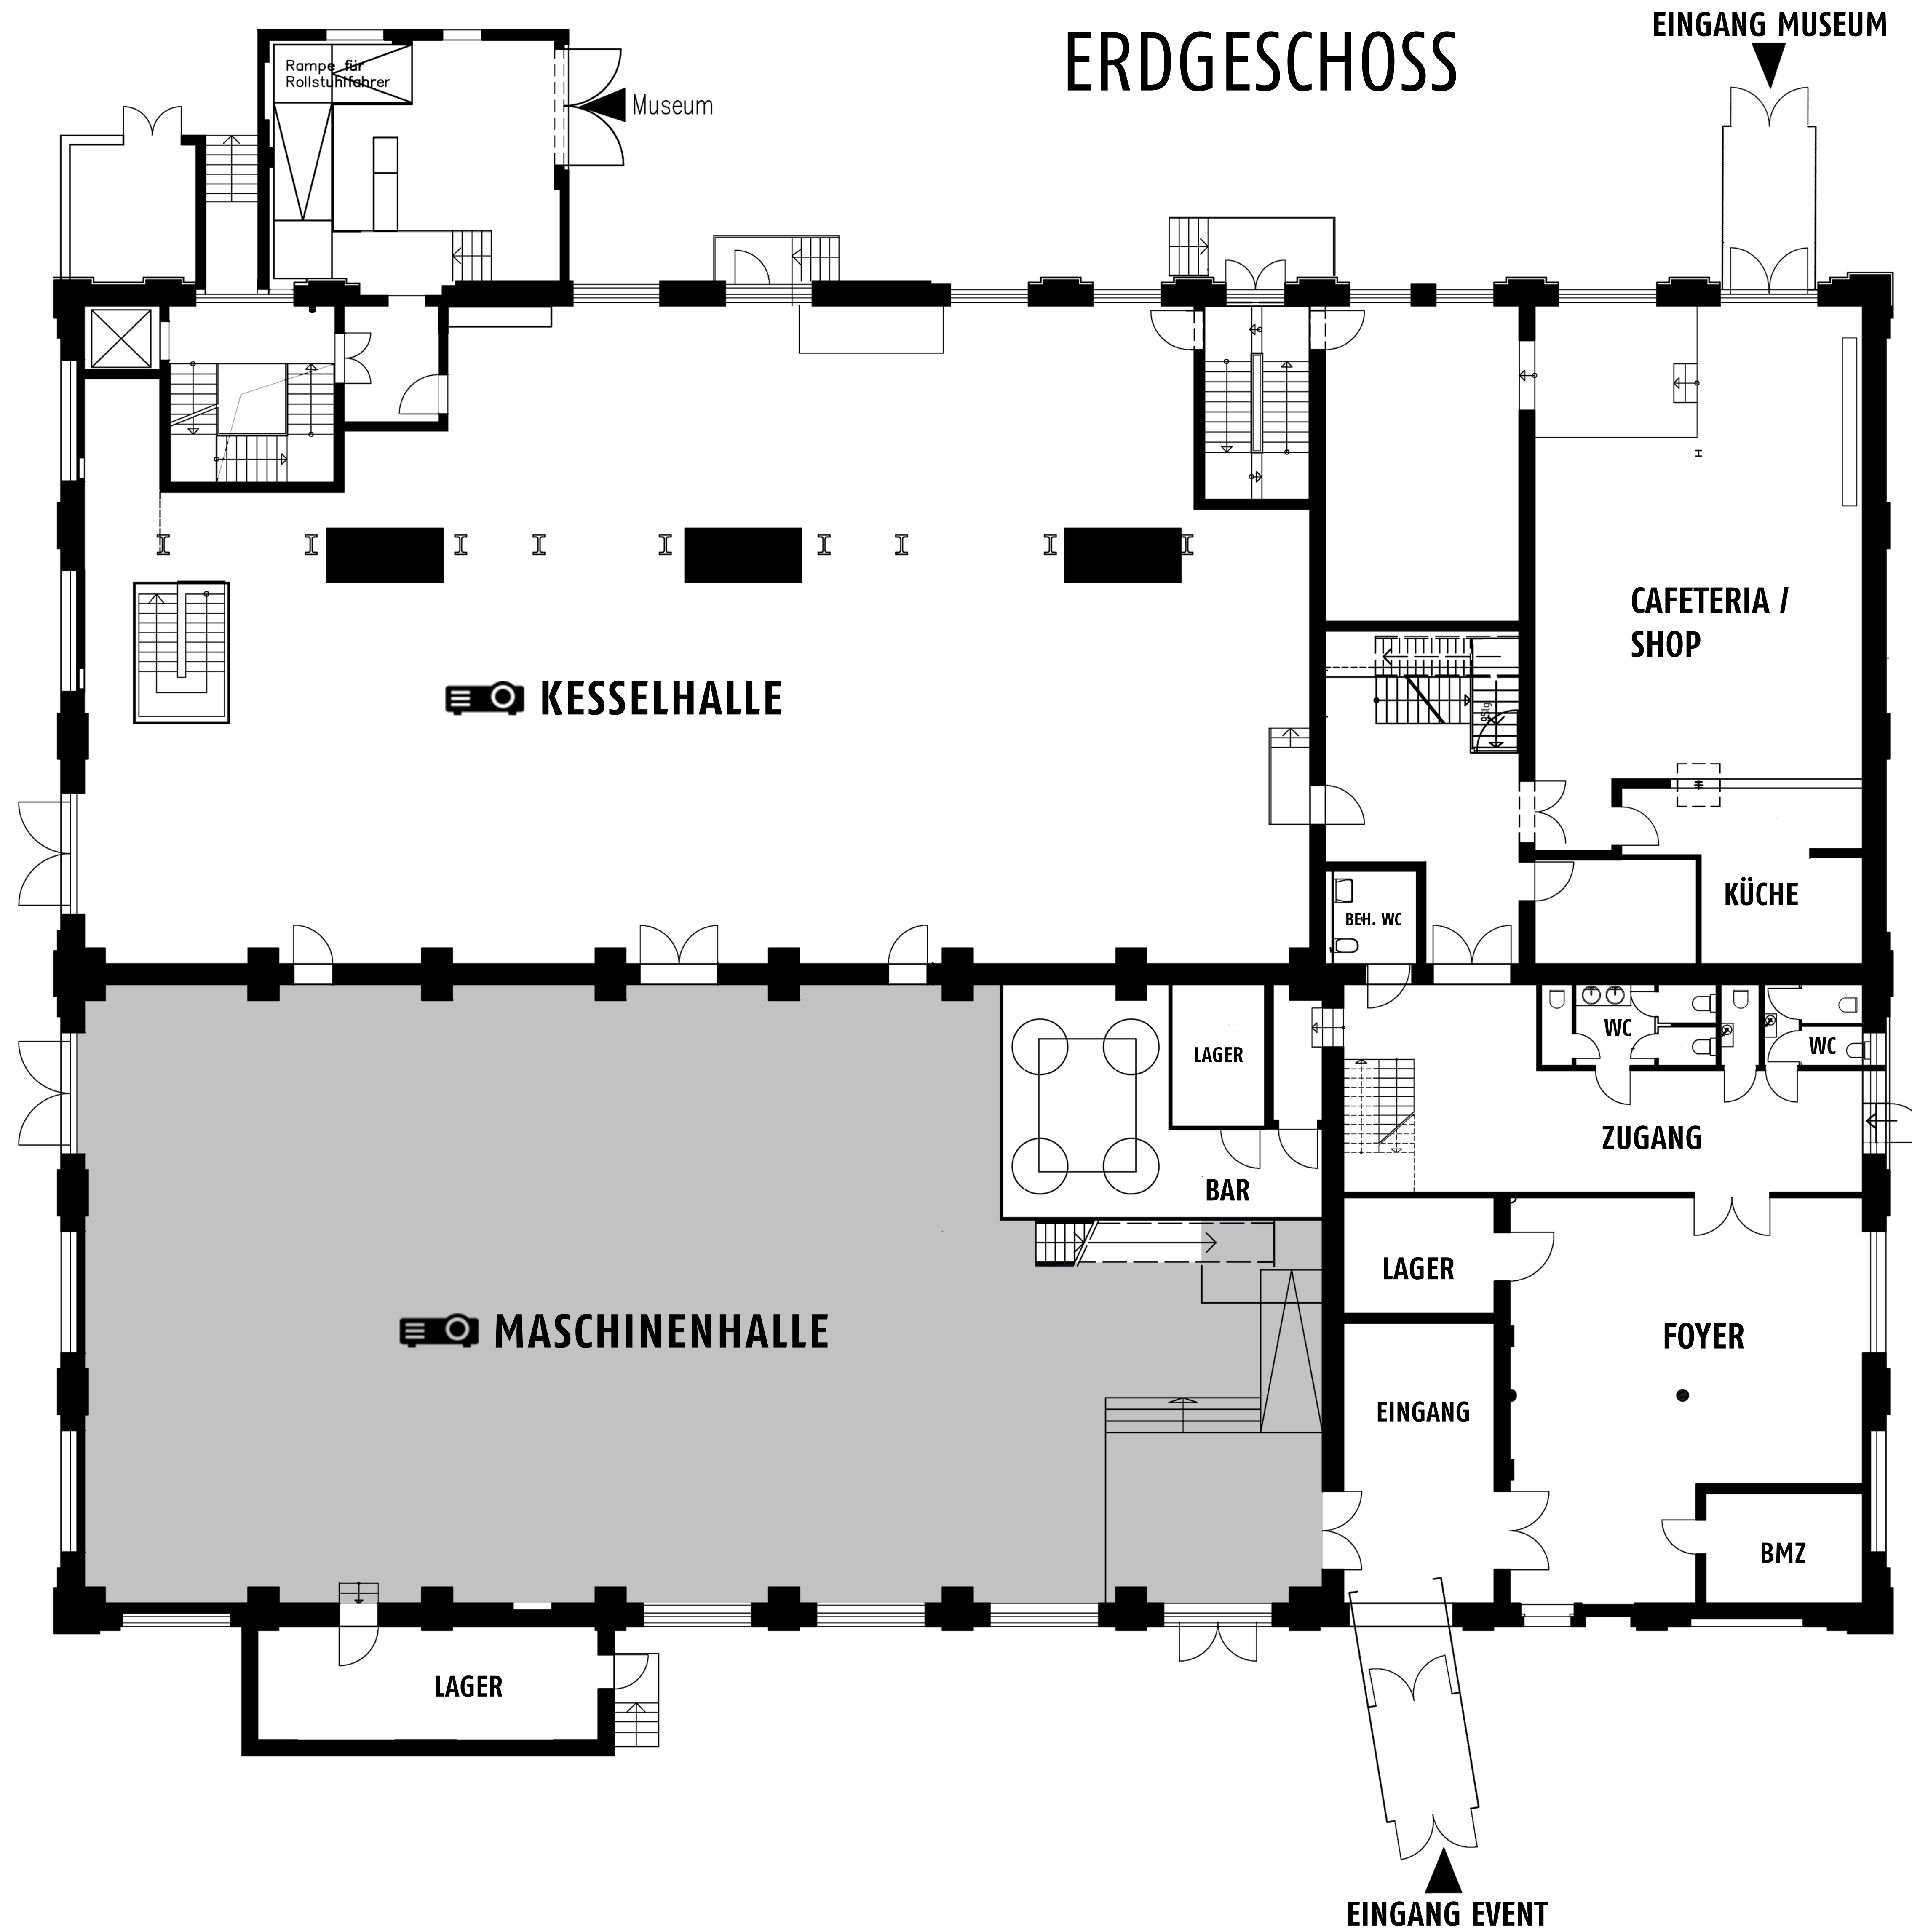 EINGANG MUSEUM
ERDGESCHOSS
Rampe für
Rollstuhlfahrer
Museum
CAFETERIA /
SHOP
KESSELHALLE
KÜCHE
BEH. WC
WC
WC
LAGER
ZUGANG
BAR
LAGER
FOYER
MASCHINENHALLE
EINGANG
BMZ
LAGER
EINGANG EVENT